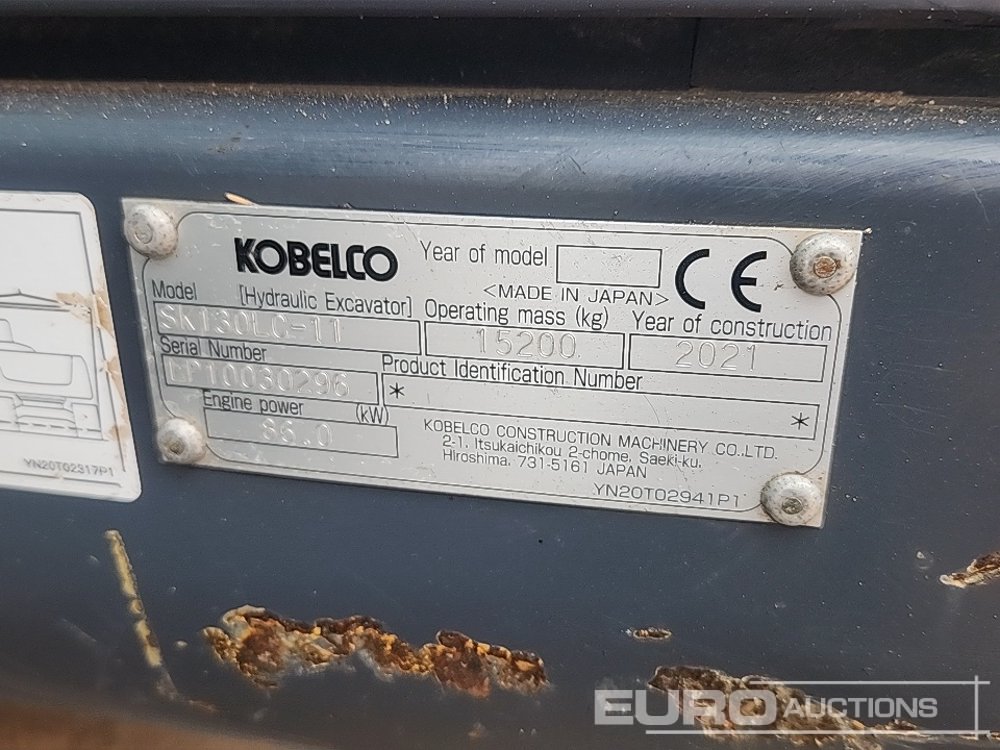 KOBELCO
Year of model
<MADE IN JAPAN>
CE
Model [Hydraulic Excavator]
SK130LC-11
Operating mass (kg)
15200
Year of construction
2021
Serial Number
LP10030296
Product Identification Number
* *
Engine power (kW)
86.0
KOBELCO CONSTRUCTION MACHINERY CO.,LTD.
2-1, Itsukaichikou 2-chome, Saeki-ku,
Hiroshima, 731-5161 JAPAN
YN20T02941P1
YN20T02317P1
EURO AUCTIONS